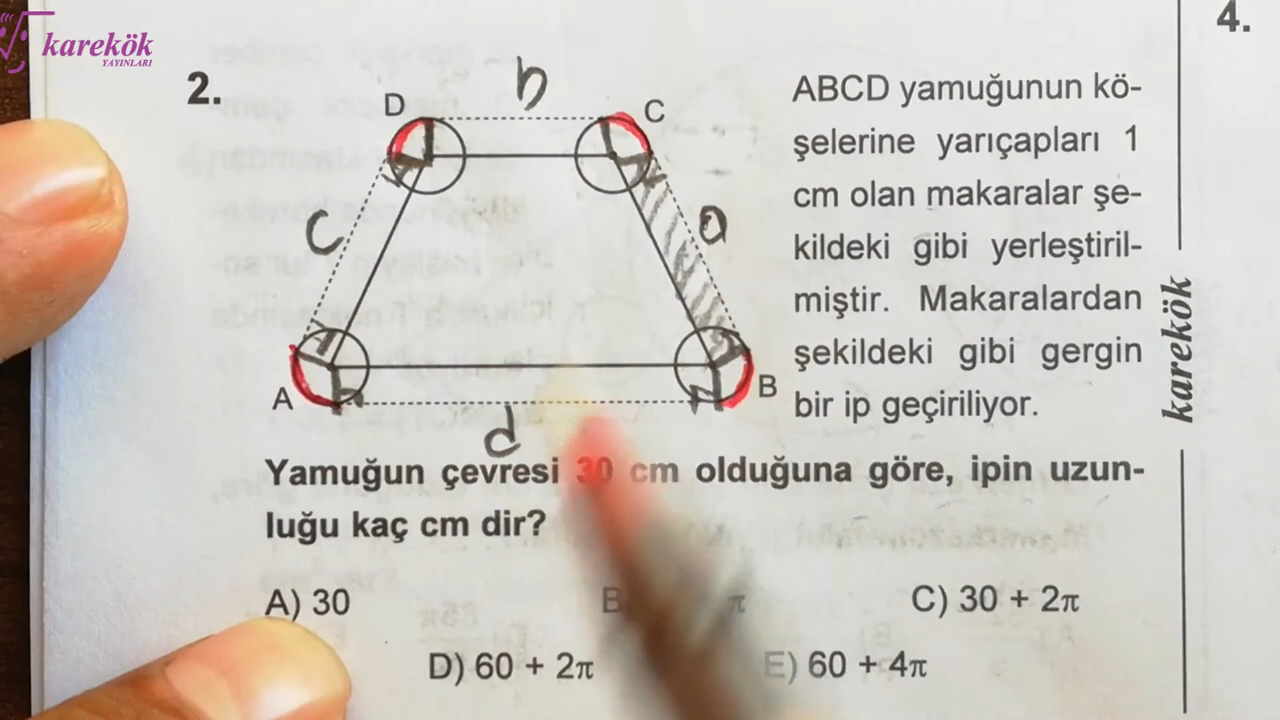 karekök
YAYINLARI
2.
4.
D
b
C
c
a
A
d
B
ABCD yamuğunun kö-
şelerine yarıçapları 1
cm olan makaralar şe-
kildeki gibi yerleştiril-
miştir. Makaralardan
şekildeki gibi gergin
bir ip geçiriliyor.
karekök
Yamuğun çevresi 30 cm olduğuna göre, ipin uzun-
luğu kaç cm dir?
A) 30
B π
C) 30 + 2π
D) 60 + 2π
E) 60 + 4π